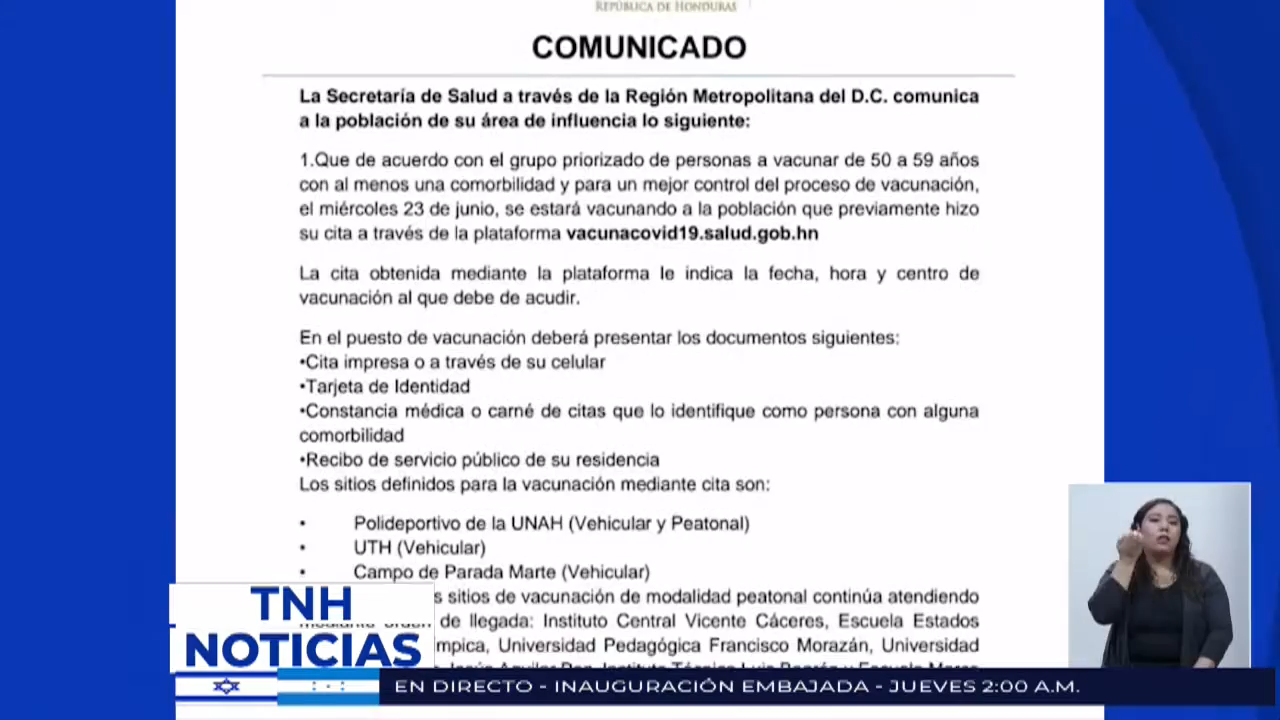 REPÚBLICA DE HONDURAS
COMUNICADO
La Secretaría de Salud a través de la Región Metropolitana del D.C. comunica
a la población de su área de influencia lo siguiente:
1.Que de acuerdo con el grupo priorizado de personas a vacunar de 50 a 59 años
con al menos una comorbilidad y para un mejor control del proceso de vacunación,
el miércoles 23 de junio, se estará vacunando a la población que previamente hizo
su cita a través de la plataforma vacunacovid19.salud.gob.hn
La cita obtenida mediante la plataforma le indica la fecha, hora y centro de
vacunación al que debe de acudir.
En el puesto de vacunación deberá presentar los documentos siguientes:
•Cita impresa o a través de su celular
•Tarjeta de Identidad
•Constancia médica o carné de citas que lo identifique como persona con alguna
comorbilidad
•Recibo de servicio público de su residencia
Los sitios definidos para la vacunación mediante cita son:
• Polideportivo de la UNAH (Vehicular y Peatonal)
• UTH (Vehicular)
• Campo de Parada Marte (Vehicular)
sitios de vacunación de modalidad peatonal continúa atendiendo
de llegada: Instituto Central Vicente Cáceres, Escuela Estados
Universidad Pedagógica Francisco Morazán, Universidad
TNH
NOTICIAS
EN DIRECTO - INAUGURACIÓN EMBAJADA - JUEVES 2:00 A.M.